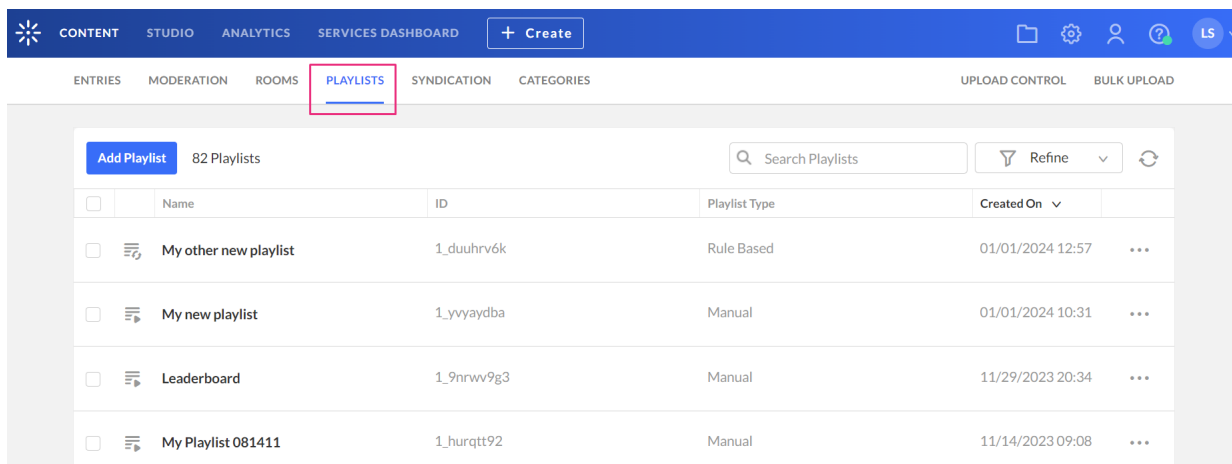 CONTENT STUDIO ANALYTICS SERVICES DASHBOARD + Create LS
ENTRIES MODERATION ROOMS PLAYLISTS SYNDICATION CATEGORIES UPLOAD CONTROL BULK UPLOAD
Add Playlist 82 Playlists Search Playlists Refine
Name ID Playlist Type Created On
My other new playlist 1_duuhrv6k Rule Based 01/01/2024 12:57
My new playlist 1_yvyaydba Manual 01/01/2024 10:31
Leaderboard 1_9nrwv9g3 Manual 11/29/2023 20:34
My Playlist 081411 1_hurqtt92 Manual 11/14/2023 09:08